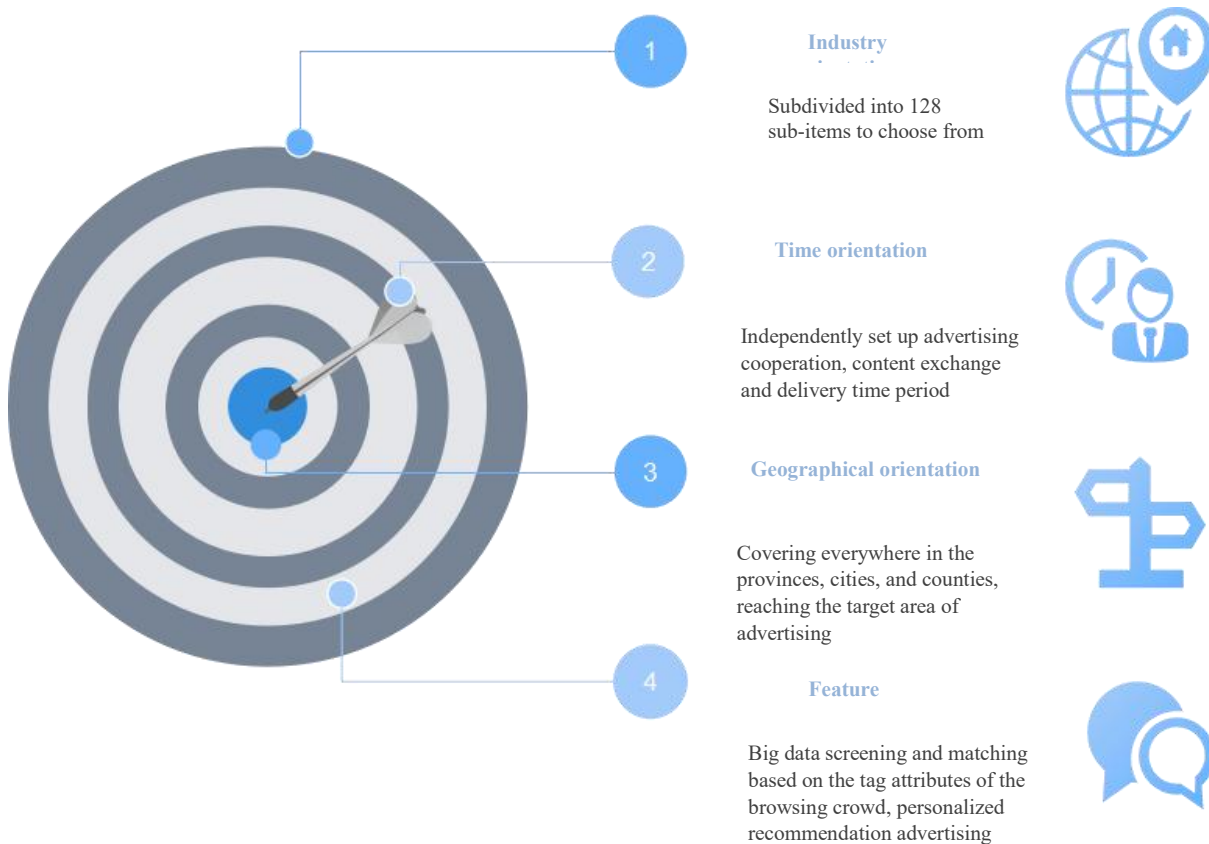 1
Industry
Subdivided into 128
sub-items to choose from
2
Time orientation
Independently set up advertising
cooperation, content exchange
and delivery time period
3
Geographical orientation
Covering everywhere in the
provinces, cities, and counties,
reaching the target area of
advertising
4
Feature
Big data screening and matching
based on the tag attributes of the
browsing crowd, personalized
recommendation advertising